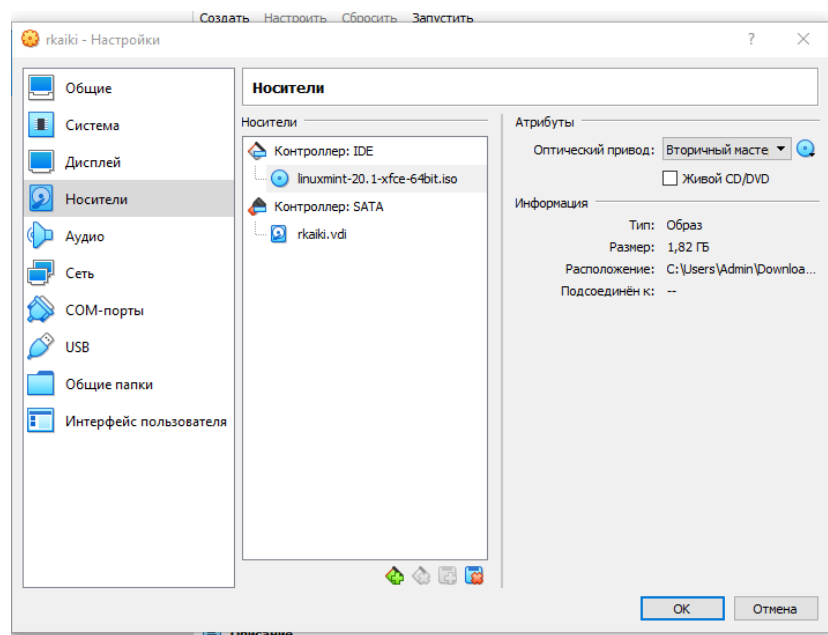 Создать Настроить Сбросить Запустить
rkaiki - Настройки ? ×
Общие
Система
Дисплей
Носители
Аудио
Сеть
COM-порты
USB
Общие папки
Интерфейс пользователя
Носители
Носители
Контроллер: IDE
linuxmint-20.1-xfce-64bit.iso
Контроллер: SATA
rkaiki.vdi
Атрибуты
Оптический привод: Вторичный масте
Живой CD/DVD
Информация
Тип: Образ
Размер: 1,82 ГБ
Расположение: C:\Users\Admin\Downloa...
Подсоединён к: --
OK Отмена
Описание